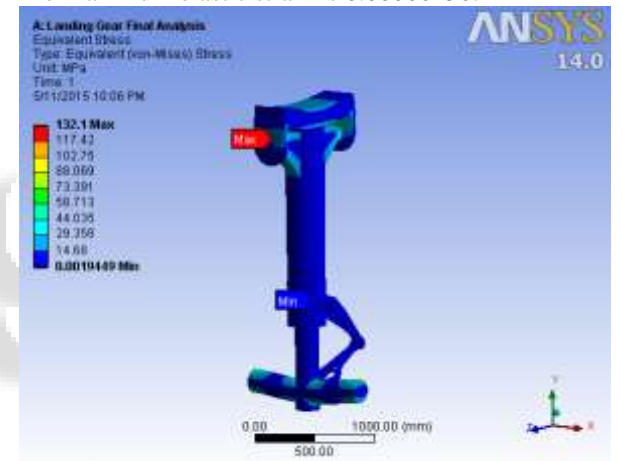 A: Landing Gear Final Analysis
Equivalent Stress
Type: Equivalent (von-Mises) Stress
Unit: MPa
Time: 1
5/11/2015 10:06 PM
132.1 Max
117.42
102.75
88.069
73.391
58.713
44.036
29.358
14.68
0.0019449 Min
ANSYS
14.0
Max
Min
0.00
1000.00 (mm)
500.00
Y
Z
X